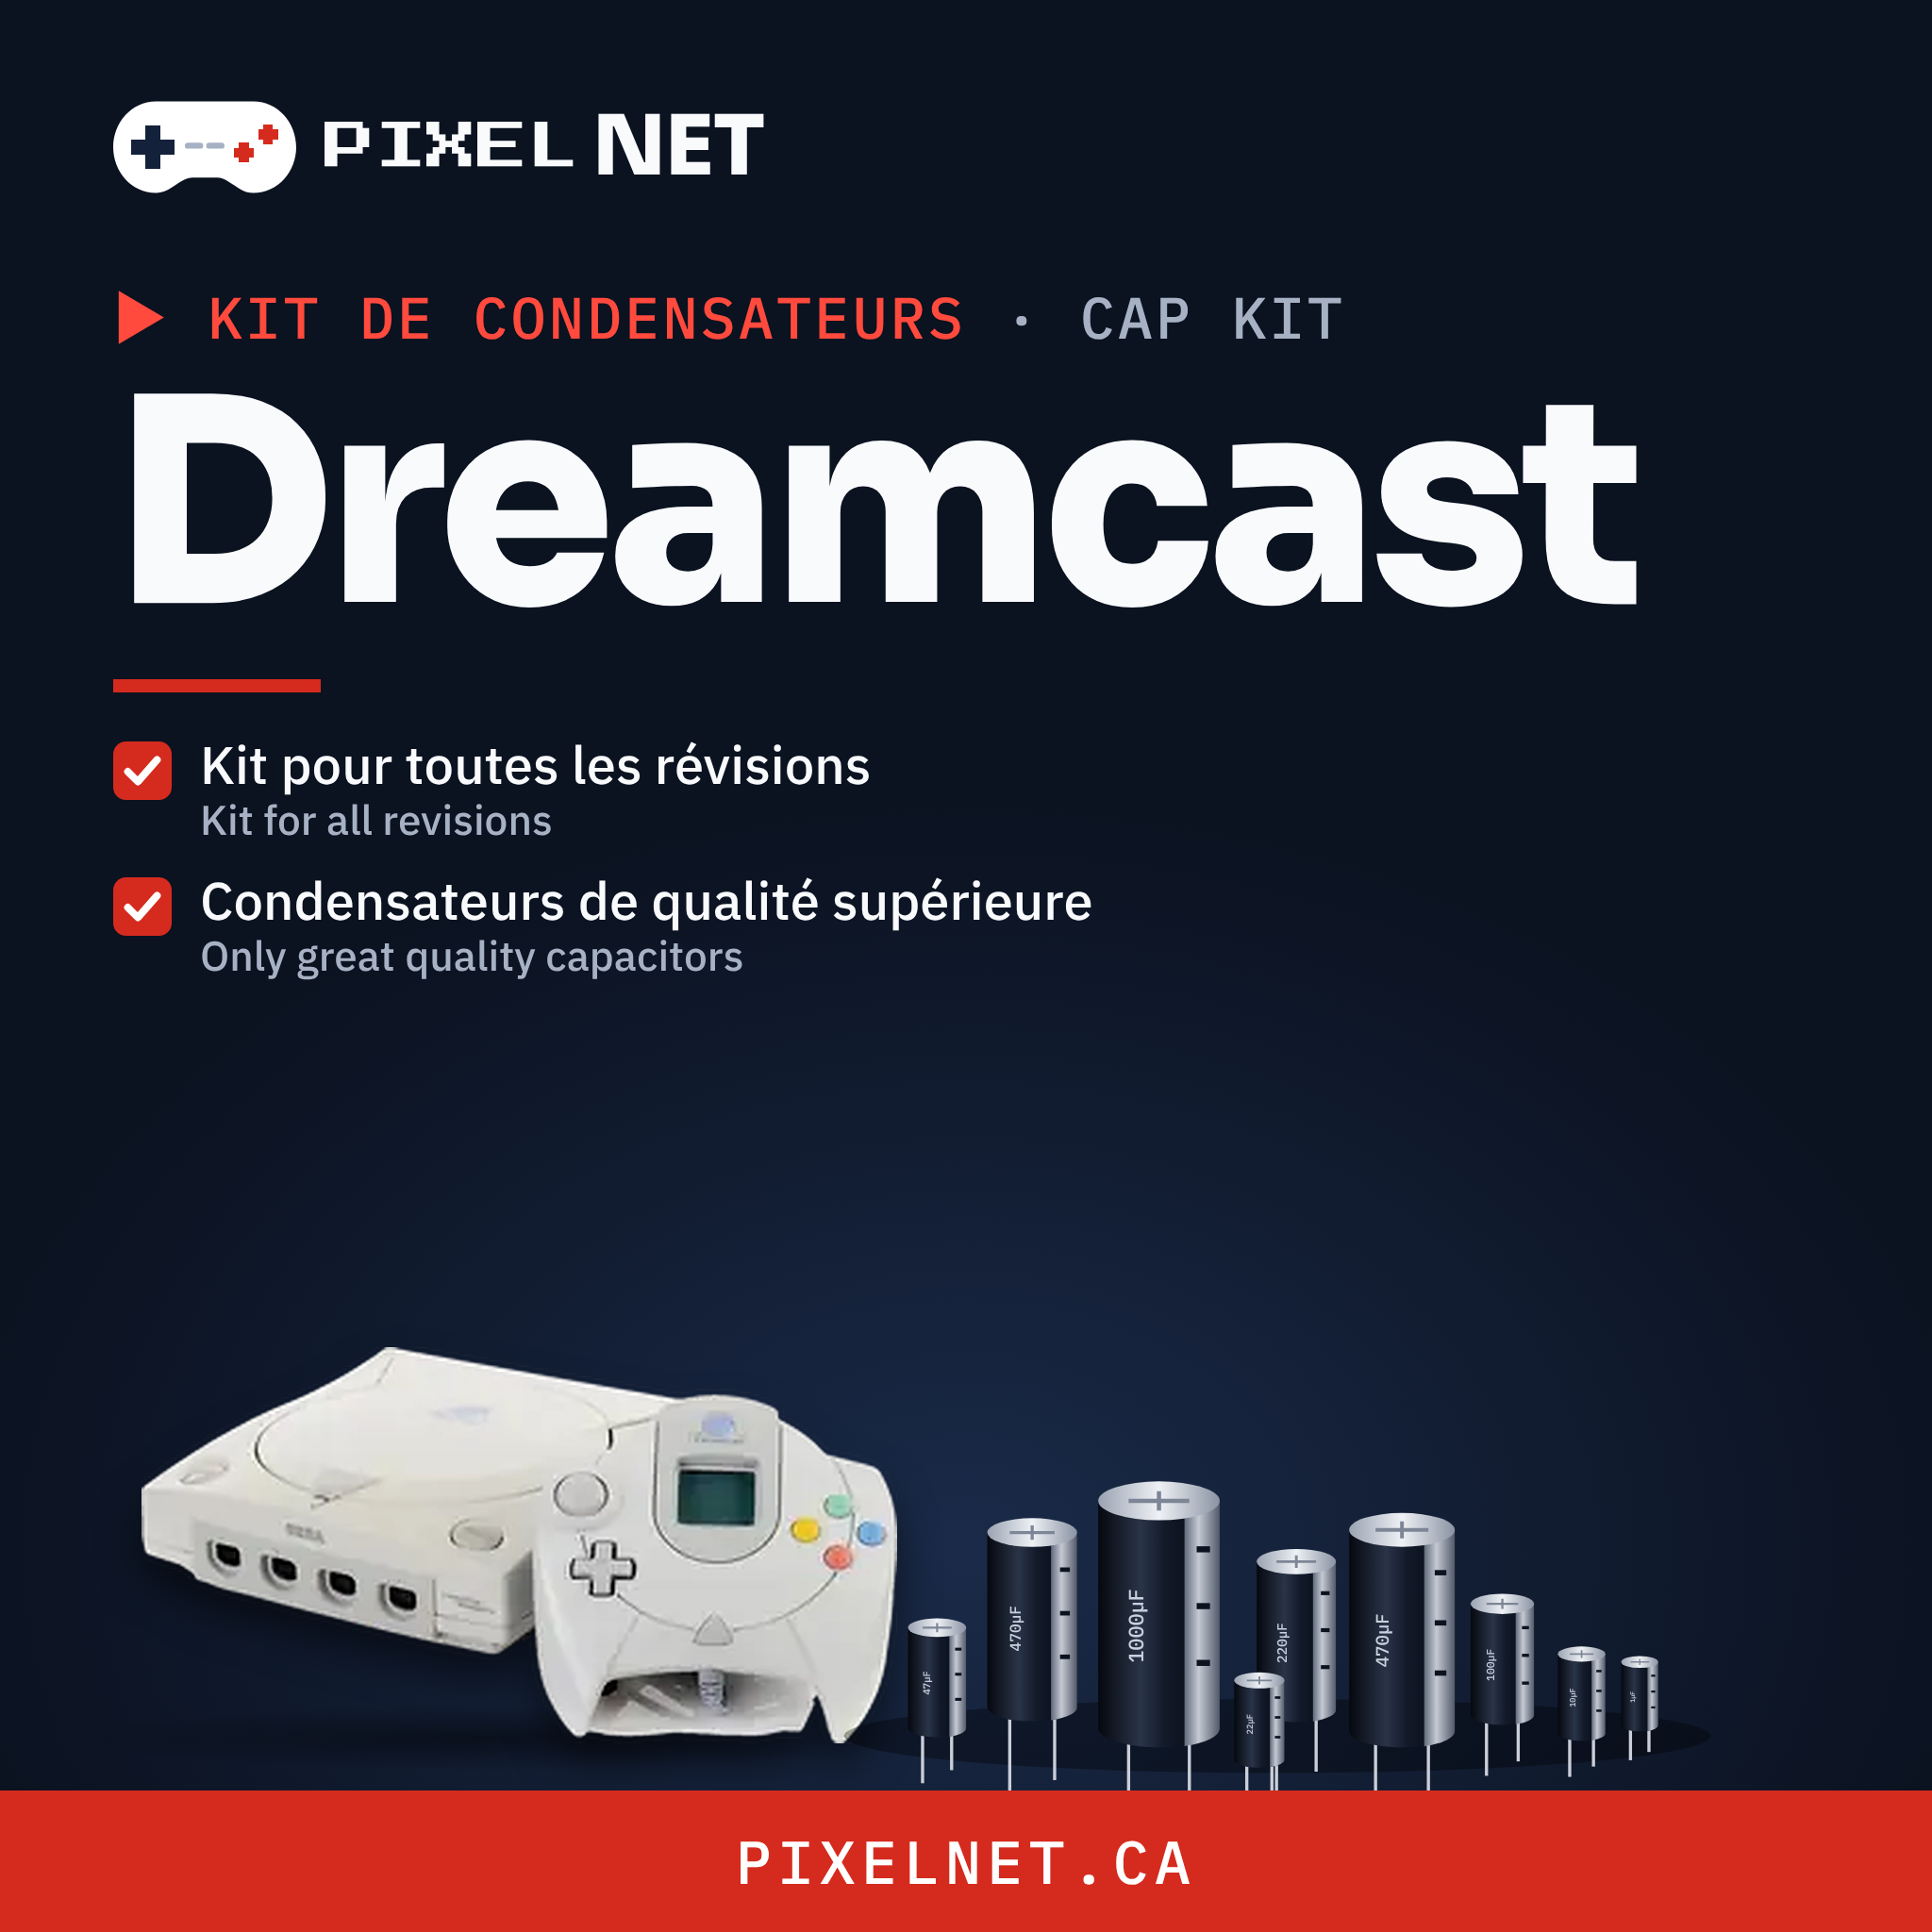 PIXEL NET
KIT DE CONDENSATEURS · CAP KIT
Dreamcast
Kit pour toutes les révisions
Kit for all revisions
Condensateurs de qualité supérieure
Only great quality capacitors
SEGA
47µF
470µF
1000µF
22µF
220µF
470µF
100µF
10µF
1µF
PIXELNET.CA